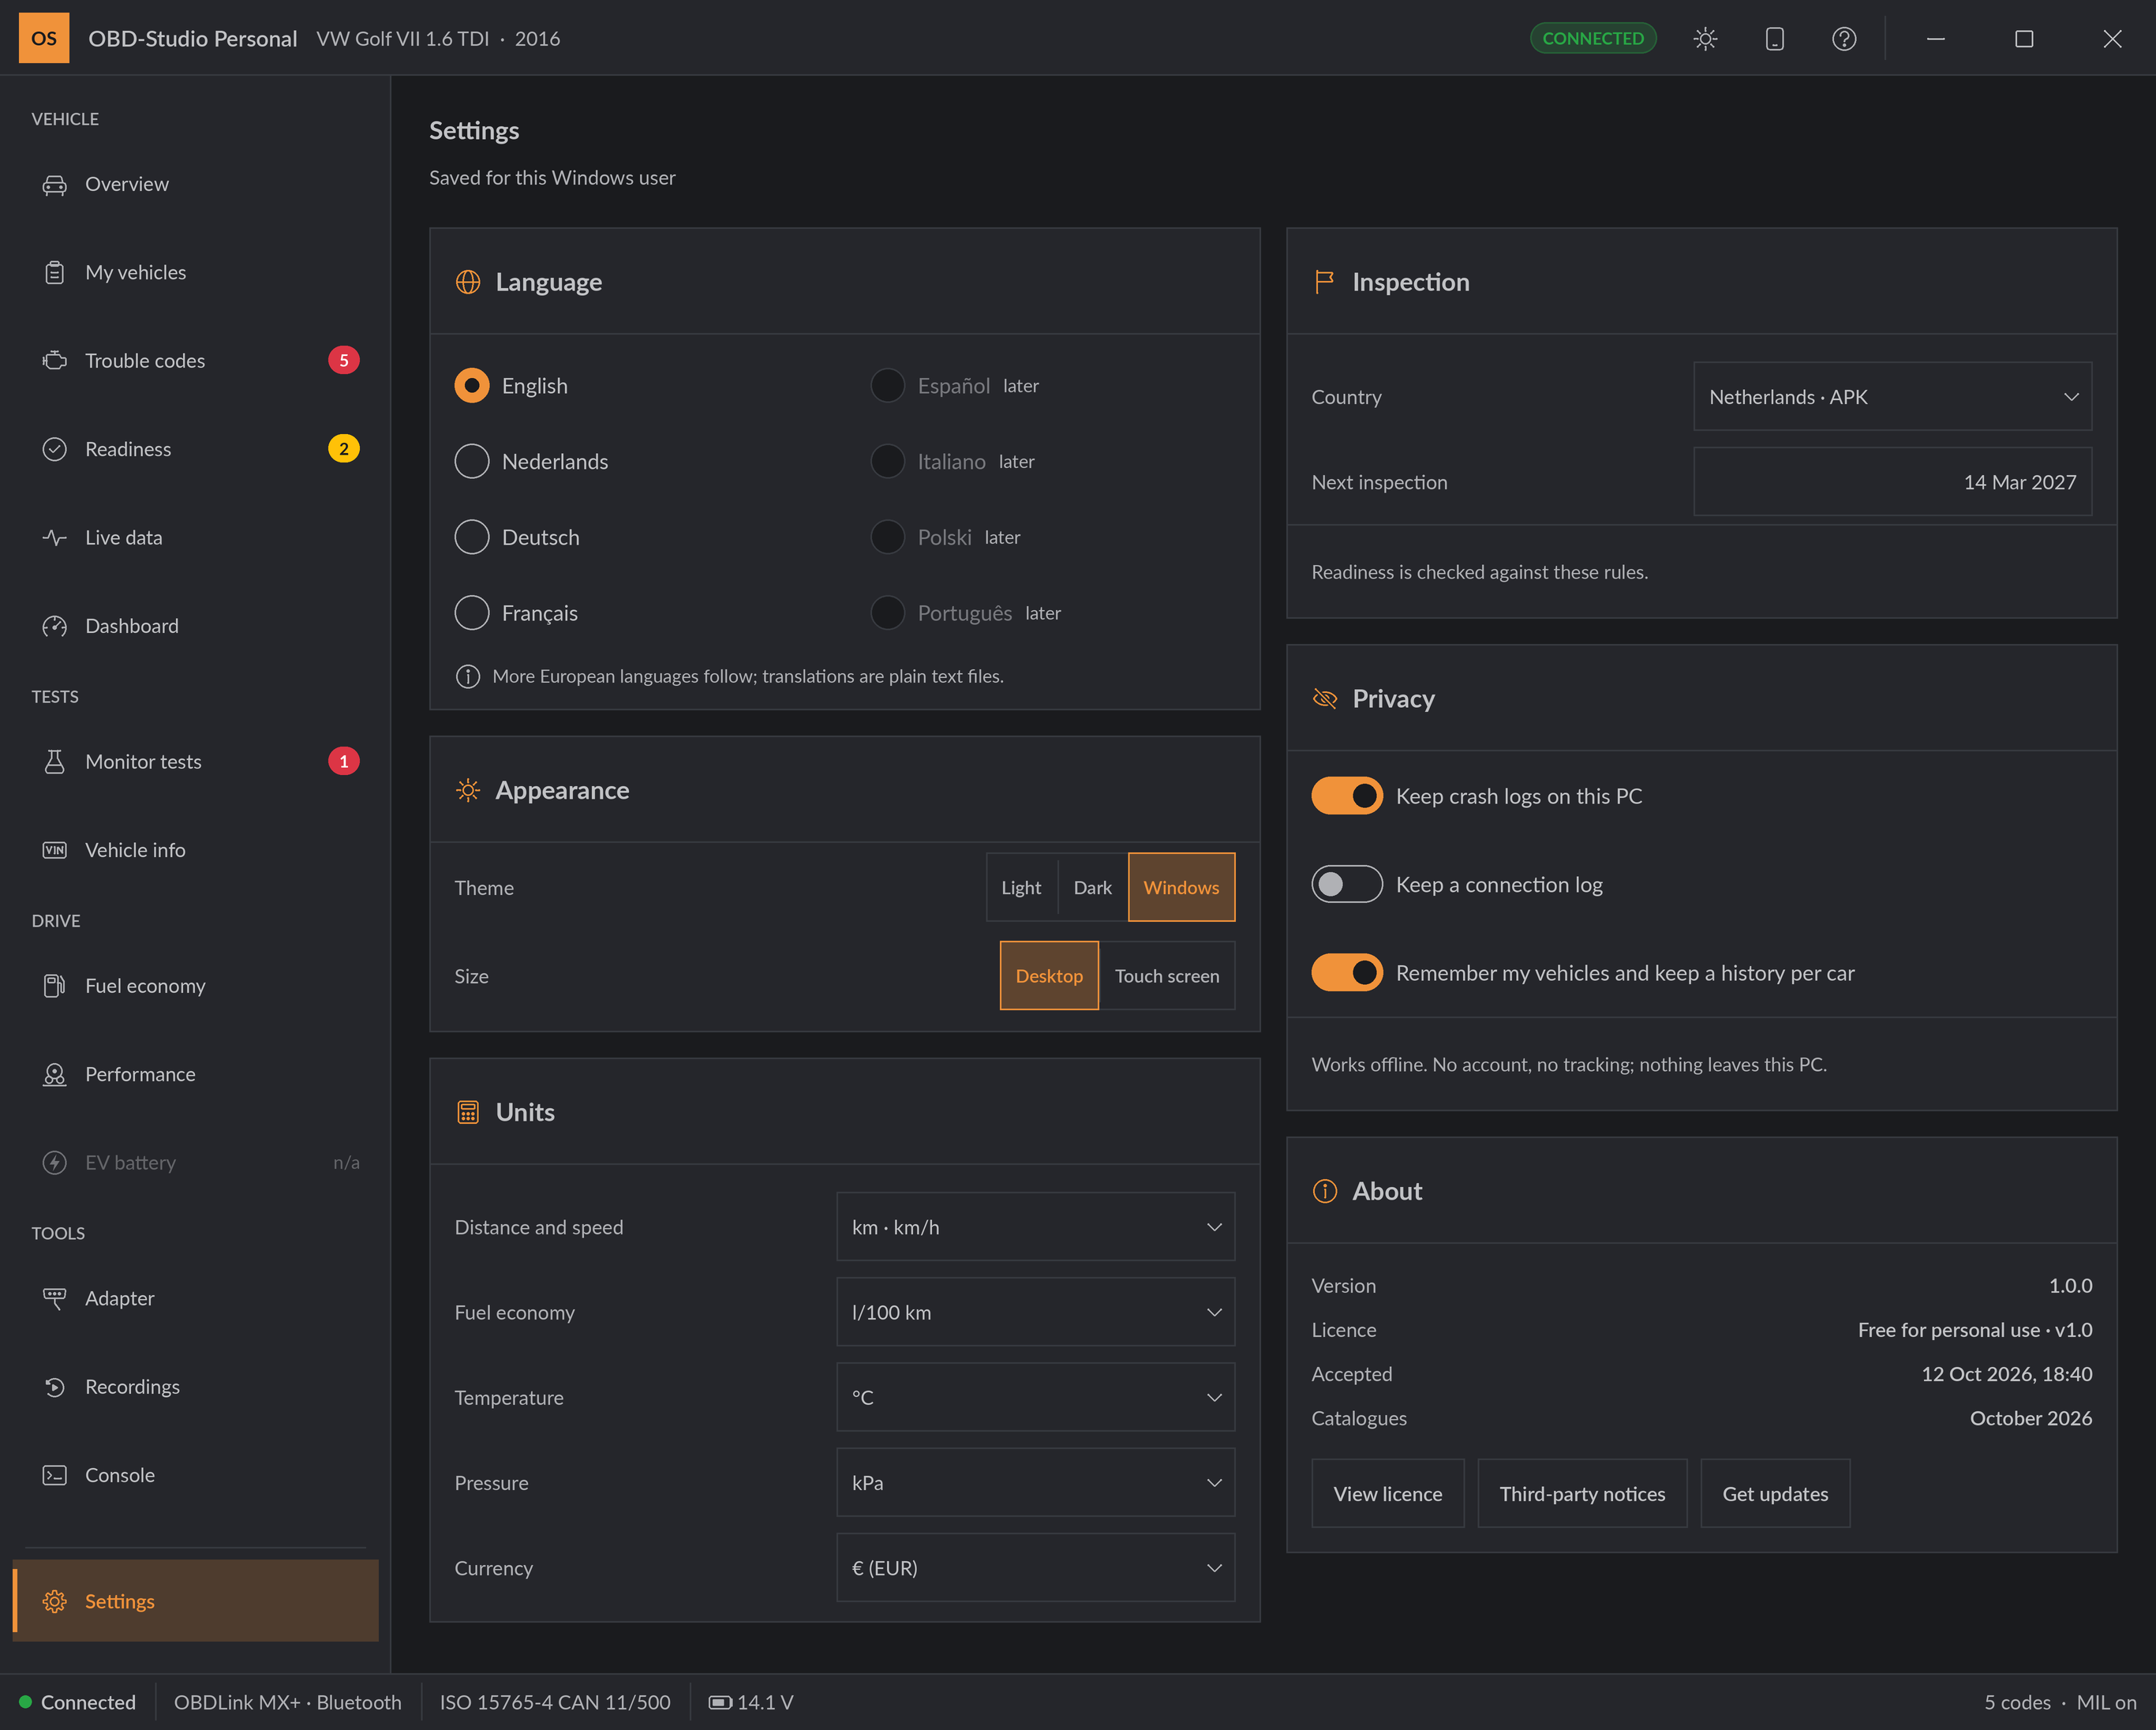 OS OBD-Studio Personal VW Golf VII 1.6 TDI · 2016 CONNECTED
VEHICLE
Overview
My vehicles
Trouble codes 5
Readiness 2
Live data
Dashboard
TESTS
Monitor tests 1
VIN Vehicle info
DRIVE
Fuel economy
Performance
EV battery n/a
TOOLS
Adapter
Recordings
Console
Settings
Settings
Saved for this Windows user
Language
English
Español later
Nederlands
Italiano later
Deutsch
Polski later
Français
Português later
More European languages follow; translations are plain text files.
Appearance
Theme Light Dark Windows
Size Desktop Touch screen
Units
Distance and speed km · km/h
Fuel economy l/100 km
Temperature °C
Pressure kPa
Currency € (EUR)
Inspection
Country Netherlands · APK
Next inspection 14 Mar 2027
Readiness is checked against these rules.
Privacy
Keep crash logs on this PC
Keep a connection log
Remember my vehicles and keep a history per car
Works offline. No account, no tracking; nothing leaves this PC.
About
Version 1.0.0
Licence Free for personal use · v1.0
Accepted 12 Oct 2026, 18:40
Catalogues October 2026
View licence Third-party notices Get updates
Connected OBDLink MX+ · Bluetooth ISO 15765-4 CAN 11/500 14.1 V 5 codes · MIL on